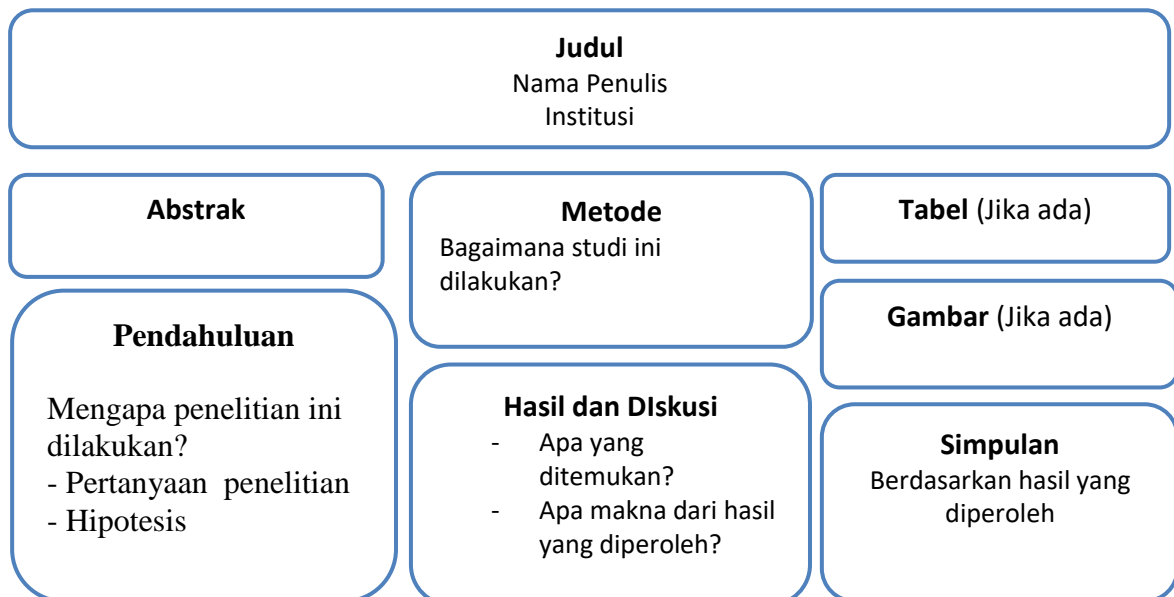 Judul
Nama Penulis
Institusi
Abstrak
Pendahuluan
Mengapa penelitian ini
dilakukan?
- Pertanyaan penelitian
- Hipotesis
Metode
Bagaimana studi ini
dilakukan?
Hasil dan DIskusi
- Apa yang
ditemukan?
- Apa makna dari hasil
yang diperoleh?
Tabel (Jika ada)
Gambar (Jika ada)
Simpulan
Berdasarkan hasil yang
diperoleh